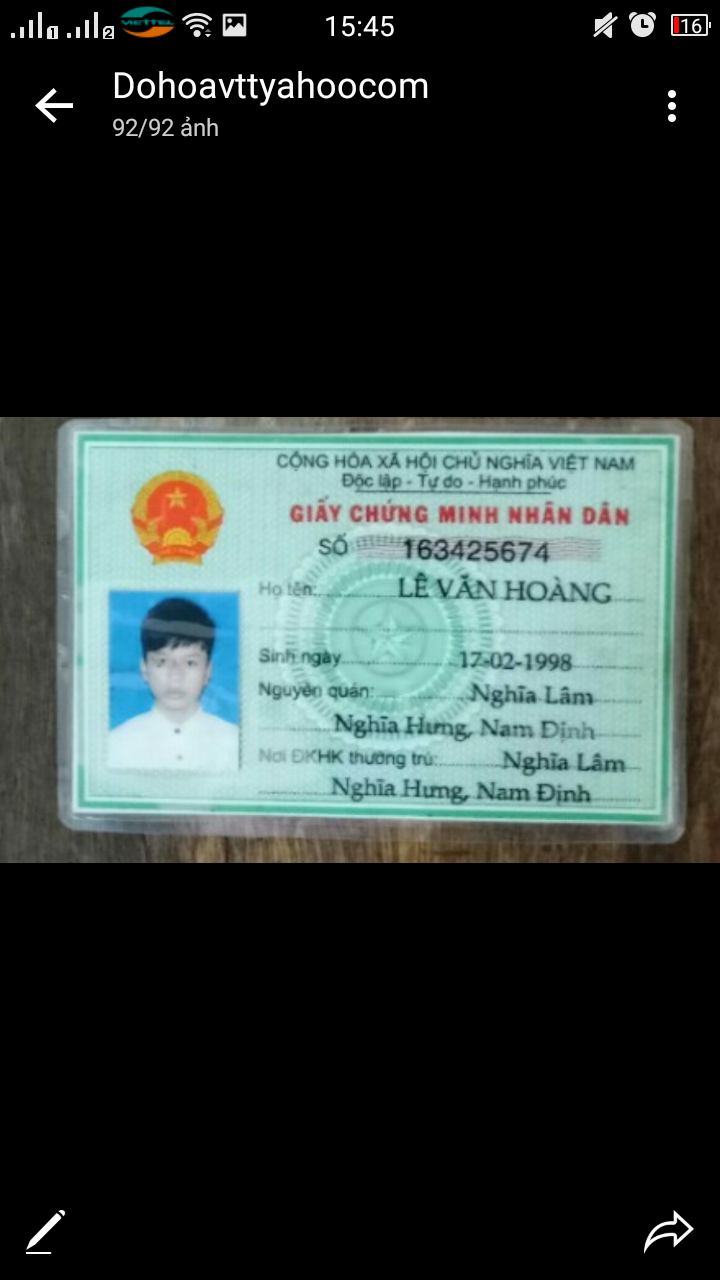 1 2 VIETTEL 15:45 16
Dohoavttyahoocom
92/92 ảnh
CỘNG HÒA XÃ HỘI CHỦ NGHĨA VIỆT NAM
Độc lập - Tự do - Hạnh phúc
GIẤY CHỨNG MINH NHÂN DÂN
SỐ 163425674
Họ tên: LÊ VĂN HOÀNG
Sinh ngày 17-02-1998
Nguyên quán: Nghĩa Lâm
Nghĩa Hưng, Nam Định
Nơi ĐKHK thường trú: Nghĩa Lâm
Nghĩa Hưng, Nam Định